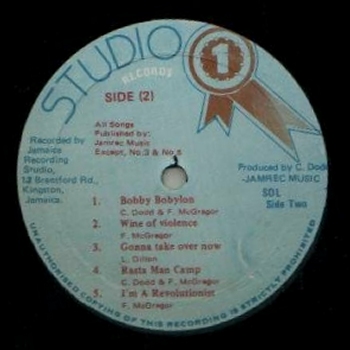 STUDIO 1
RECORDS
SIDE (2)
All Songs
Published by:
Jamrec Music
Except, No.3 & No.5
Recorded by
Jamaica
Recording
Studio,
13 Brentford Rd.,
Kingston,
Jamaica.
Produced by C. Dodd
-JAMREC MUSIC
SOL
Side Two
1. Bobby Bobylon
C. Dodd & F. McGregor
2. Wine of violence
F. McGregor
3. Gonna take over now
L. Dillon
4. Rasta Man Camp
C. Dodd & F. McGregor
5. I'm A Revolutionist
F. McGregor
UNAUTHORISED COPYING OF THIS RECORDING IS STRICTLY PROHIBITED